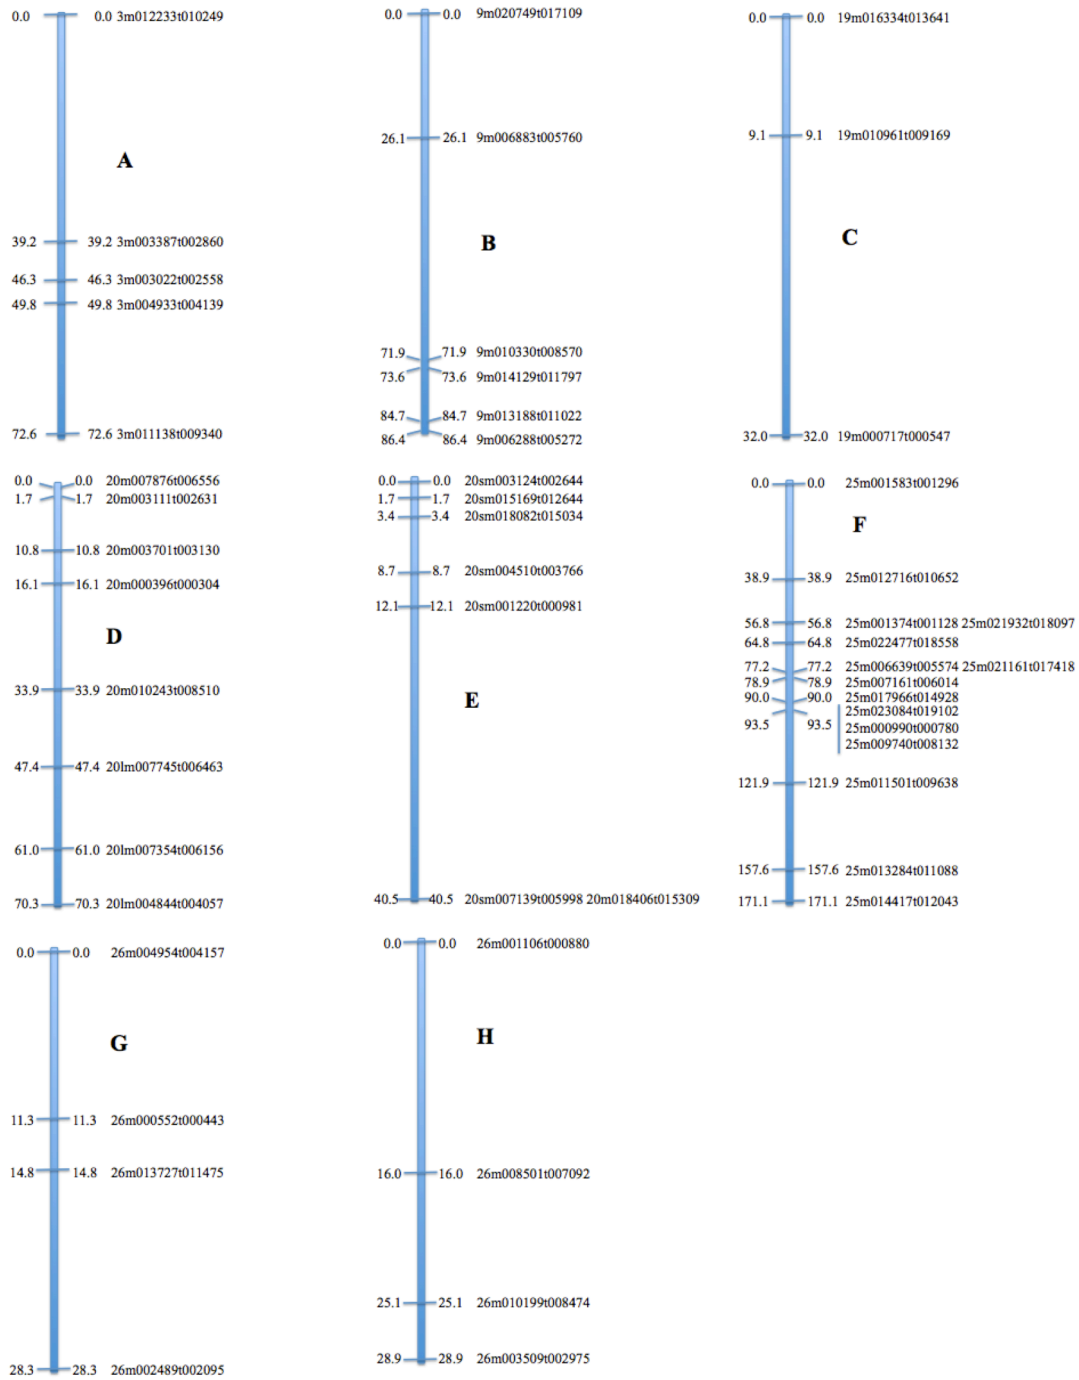 0.0 0.0 3m012233t010249
A
39.2 39.2 3m003387t002860
46.3 46.3 3m003022t002558
49.8 49.8 3m004933t004139
72.6 72.6 3m011138t009340
0.0 0.0 9m020749t017109
26.1 26.1 9m006883t005760
B
71.9 71.9 9m010330t008570
73.6 73.6 9m014129t011797
84.7 84.7 9m013188t011022
86.4 86.4 9m006288t005272
0.0 0.0 19m016334t013641
9.1 9.1 19m010961t009169
C
32.0 32.0 19m000717t000547
0.0 0.0 20m007876t006556
1.7 1.7 20m003111t002631
10.8 10.8 20m003701t003130
16.1 16.1 20m000396t000304
D
33.9 33.9 20m010243t008510
47.4 47.4 20lm007745t006463
61.0 61.0 20lm007354t006156
70.3 70.3 20lm004844t004057
0.0 0.0 20sm003124t002644
1.7 1.7 20sm015169t012644
3.4 3.4 20sm018082t015034
8.7 8.7 20sm004510t003766
12.1 12.1 20sm001220t000981
E
40.5 40.5 20sm007139t005998 20m018406t015309
0.0 0.0 25m001583t001296
F
38.9 38.9 25m012716t010652
56.8 56.8 25m001374t001128 25m021932t018097
64.8 64.8 25m022477t018558
77.2 77.2 25m006639t005574 25m021161t017418
78.9 78.9 25m007161t006014
90.0 90.0 25m017966t014928
25m023084t019102
93.5 93.5 25m000990t000780
25m009740t008132
121.9 121.9 25m011501t009638
157.6 157.6 25m013284t011088
171.1 171.1 25m014417t012043
0.0 0.0 26m004954t004157
G
11.3 11.3 26m000552t000443
14.8 14.8 26m013727t011475
28.3 28.3 26m002489t002095
0.0 0.0 26m001106t000880
H
16.0 16.0 26m008501t007092
25.1 25.1 26m010199t008474
28.9 28.9 26m003509t002975